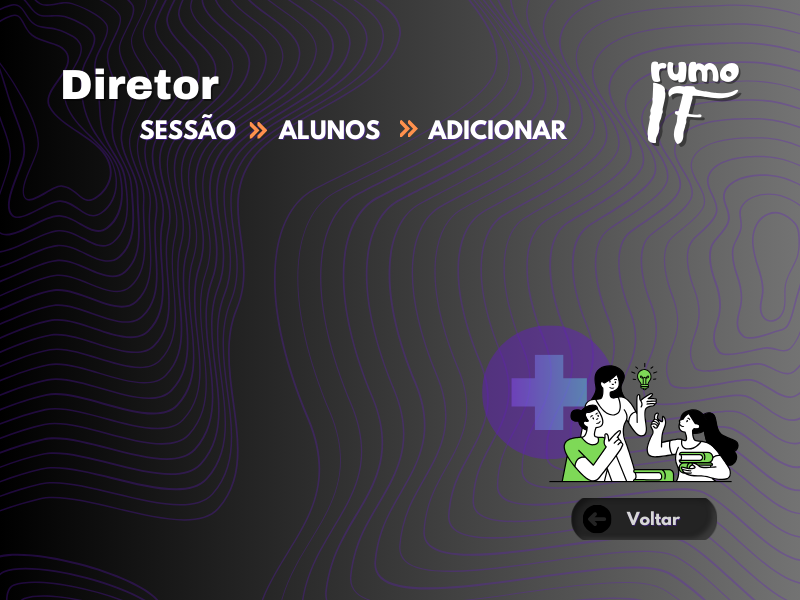 Diretor
rumo
IF
SESSÃO » ALUNOS » ADICIONAR
Voltar